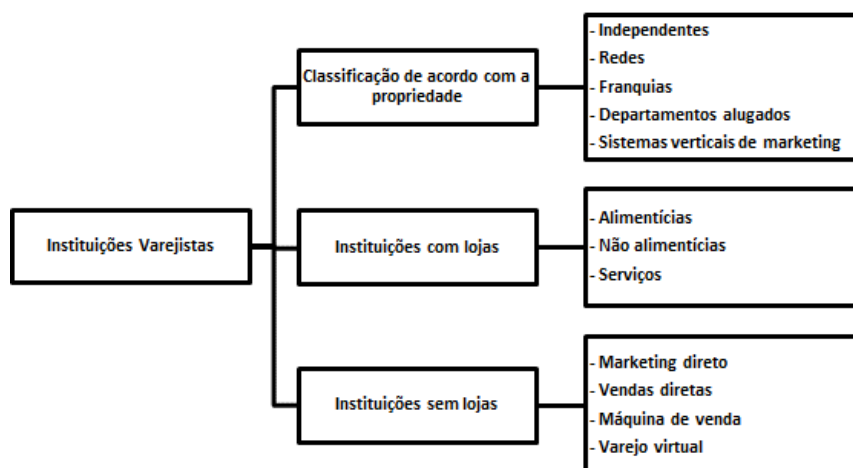 Instituições Varejistas
Classificação de acordo com a
propriedade
- Independentes
- Redes
- Franquias
- Departamentos alugados
- Sistemas verticais de marketing
Instituições com lojas
- Alimentícias
- Não alimentícias
- Serviços
Instituições sem lojas
- Marketing direto
- Vendas diretas
- Máquina de venda
- Varejo virtual